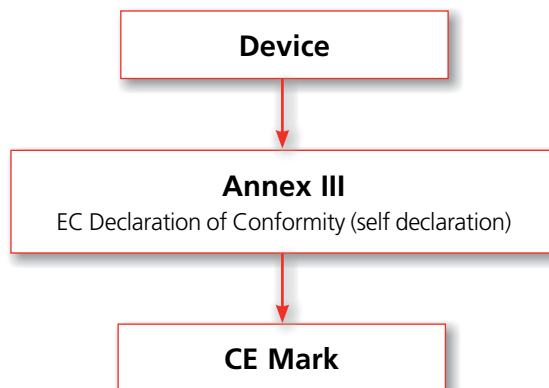 Device
Annex III
EC Declaration of Conformity (self declaration)
CE Mark